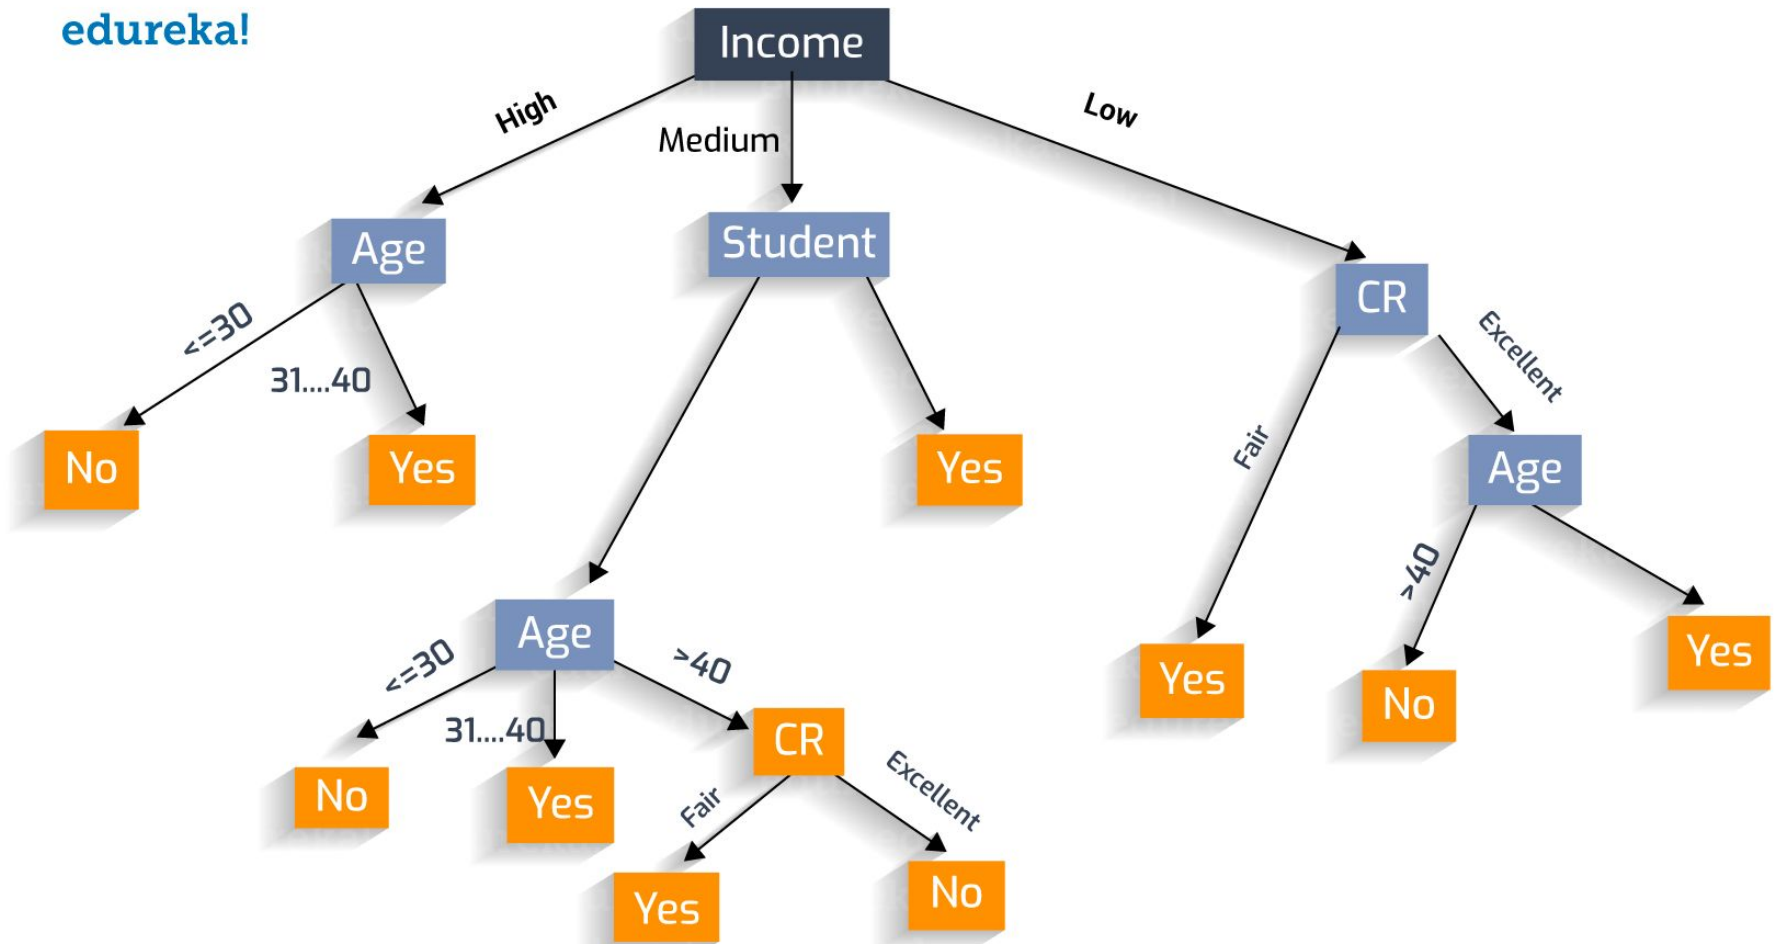 edureka!
Income
High
Medium
Low
Age
Student
CR
<=30
31....40
Excellent
Fair
No
Yes
Yes
Age
>40
Age
<=30
31....40
>40
Yes
No
Yes
CR
No
Yes
Fair
Excellent
Yes
No